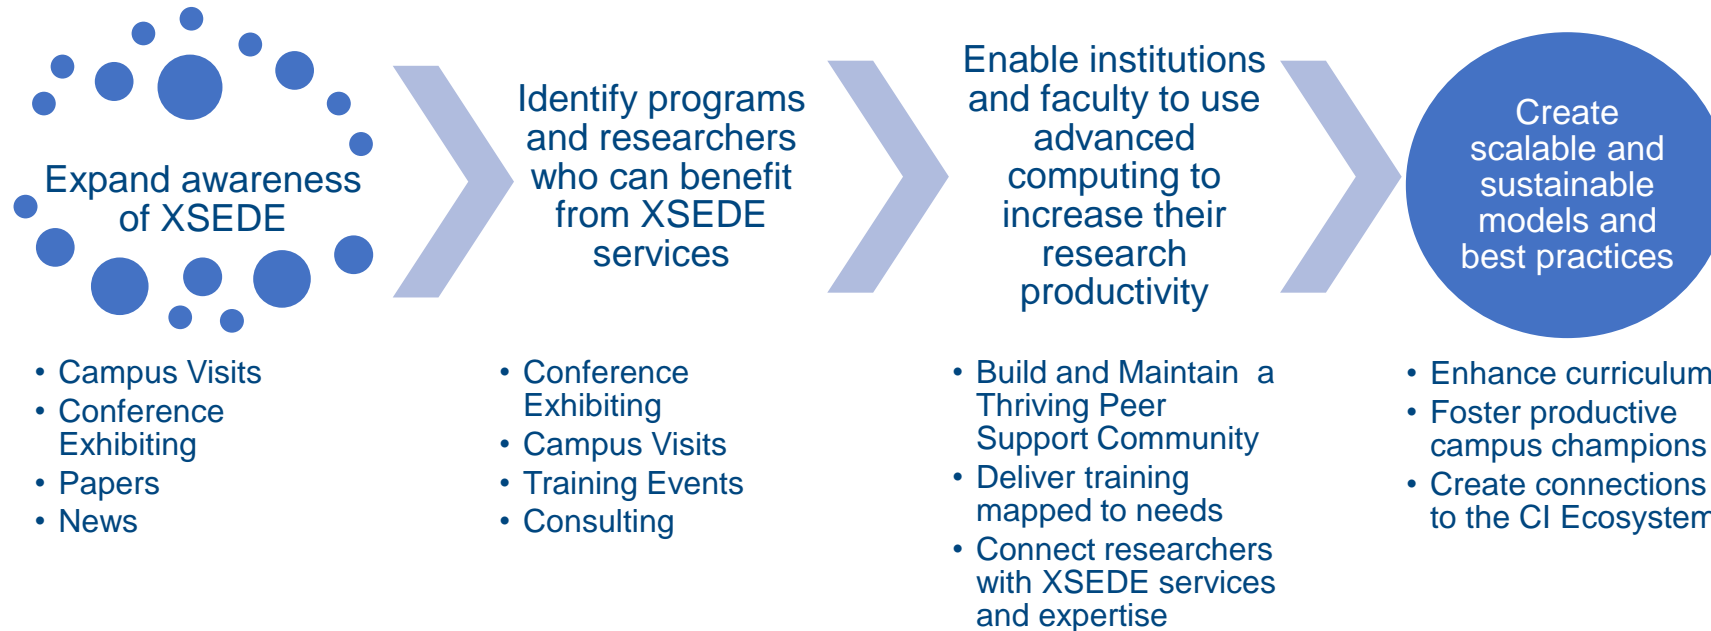 Expand awareness
of XSEDE
• Campus Visits
• Conference
Exhibiting
• Papers
• News
Identify programs
and researchers
who can benefit
from XSEDE
services
• Conference
Exhibiting
• Campus Visits
• Training Events
• Consulting
Enable institutions
and faculty to use
advanced
computing to
increase their
research
productivity
• Build and Maintain  a
Thriving Peer
Support Community
• Deliver training
mapped to needs
• Connect researchers
with XSEDE services
and expertise
Create
scalable and
sustainable
models and
best practices
• Enhance curriculum
• Foster productive
campus champions
• Create connections
to the CI Ecosystem